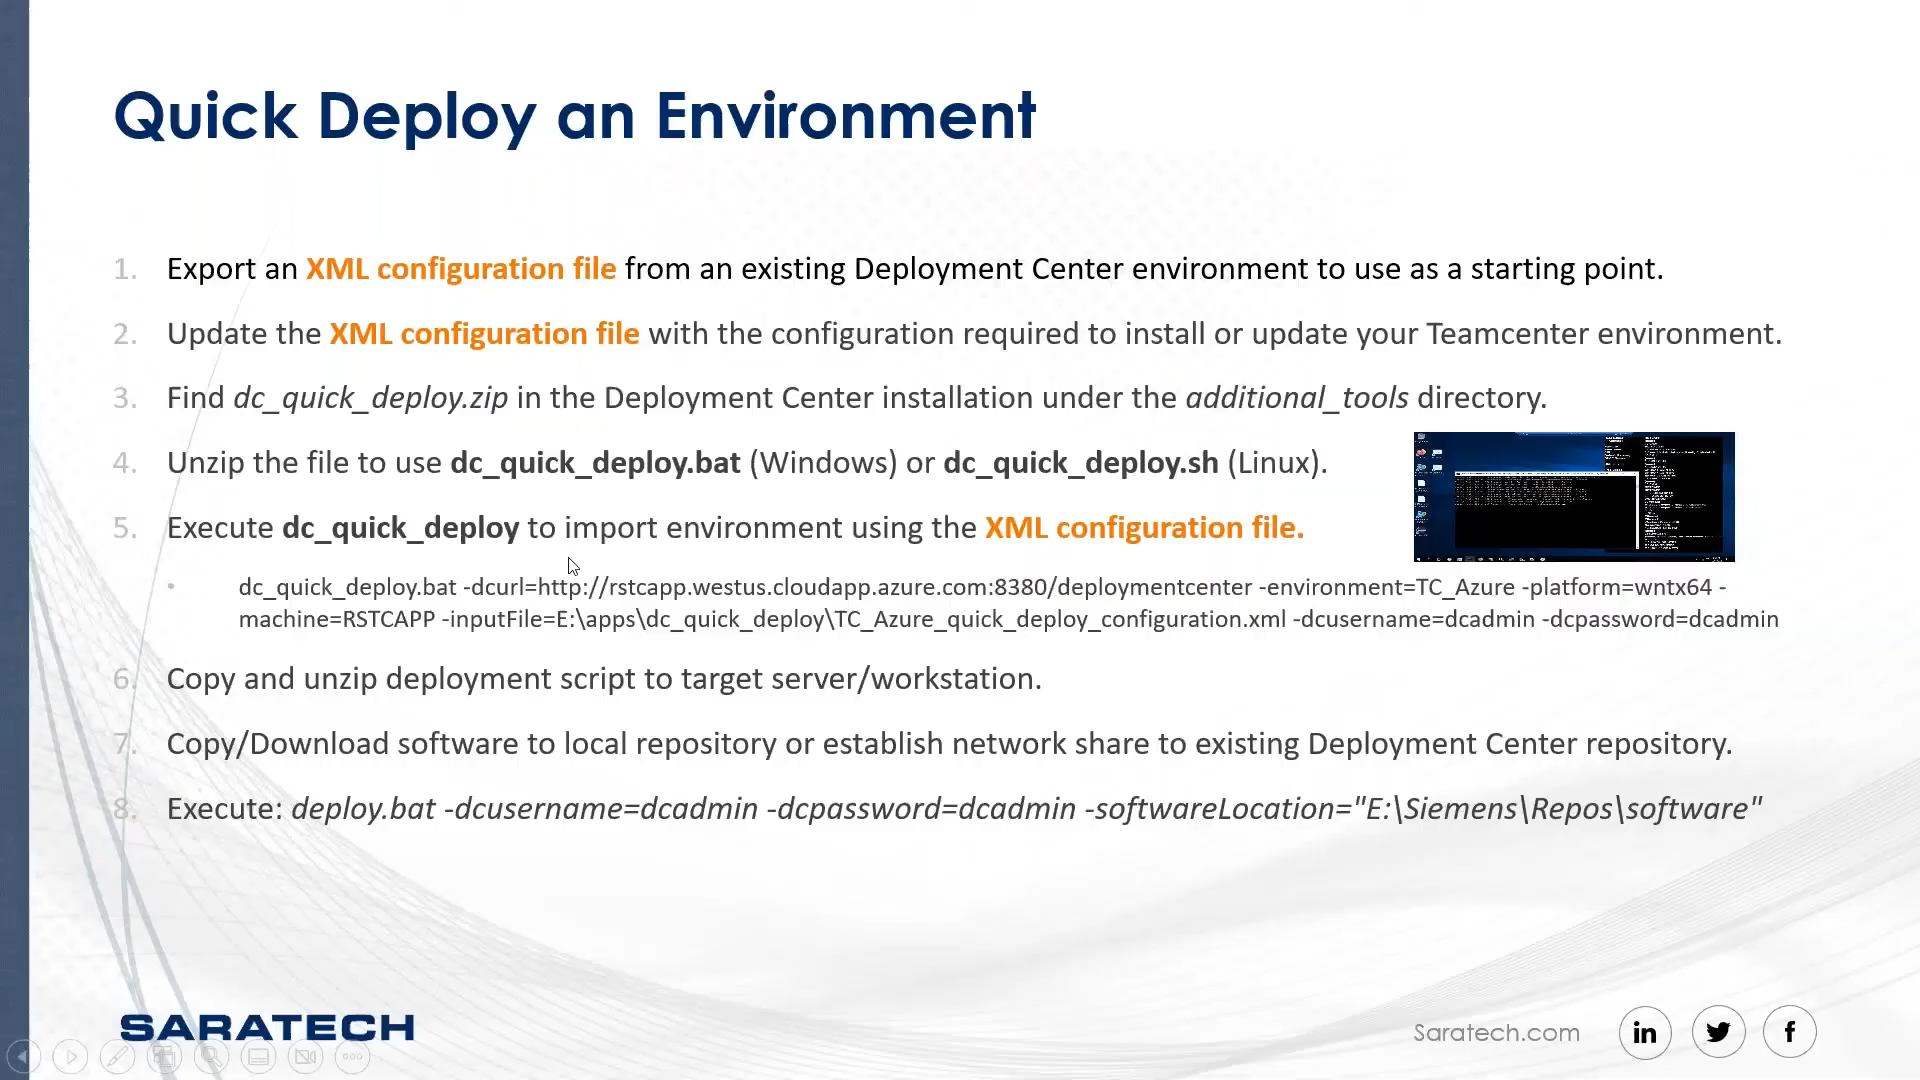 Quick Deploy an Environment
1. Export an XML configuration file from an existing Deployment Center environment to use as a starting point.
2. Update the XML configuration file with the configuration required to install or update your Teamcenter environment.
3. Find dc_quick_deploy.zip in the Deployment Center installation under the additional_tools directory.
4. Unzip the file to use dc_quick_deploy.bat (Windows) or dc_quick_deploy.sh (Linux).
5. Execute dc_quick_deploy to import environment using the XML configuration file.
• dc_quick_deploy.bat -dcurl=http://rstcapp.westus.cloudapp.azure.com:8380/deploymentcenter -environment=TC_Azure -platform=wntx64 -
machine=RSTCAPP -inputFile=E:\apps\dc_quick_deploy\TC_Azure_quick_deploy_configuration.xml -dcusername=dcadmin -dcpassword=dcadmin
6. Copy and unzip deployment script to target server/workstation.
7. Copy/Download software to local repository or establish network share to existing Deployment Center repository.
8. Execute: deploy.bat -dcusername=dcadmin -dcpassword=dcadmin -softwareLocation="E:\Siemens\Repos\software"
SARATECH
Saratech.com
in
f